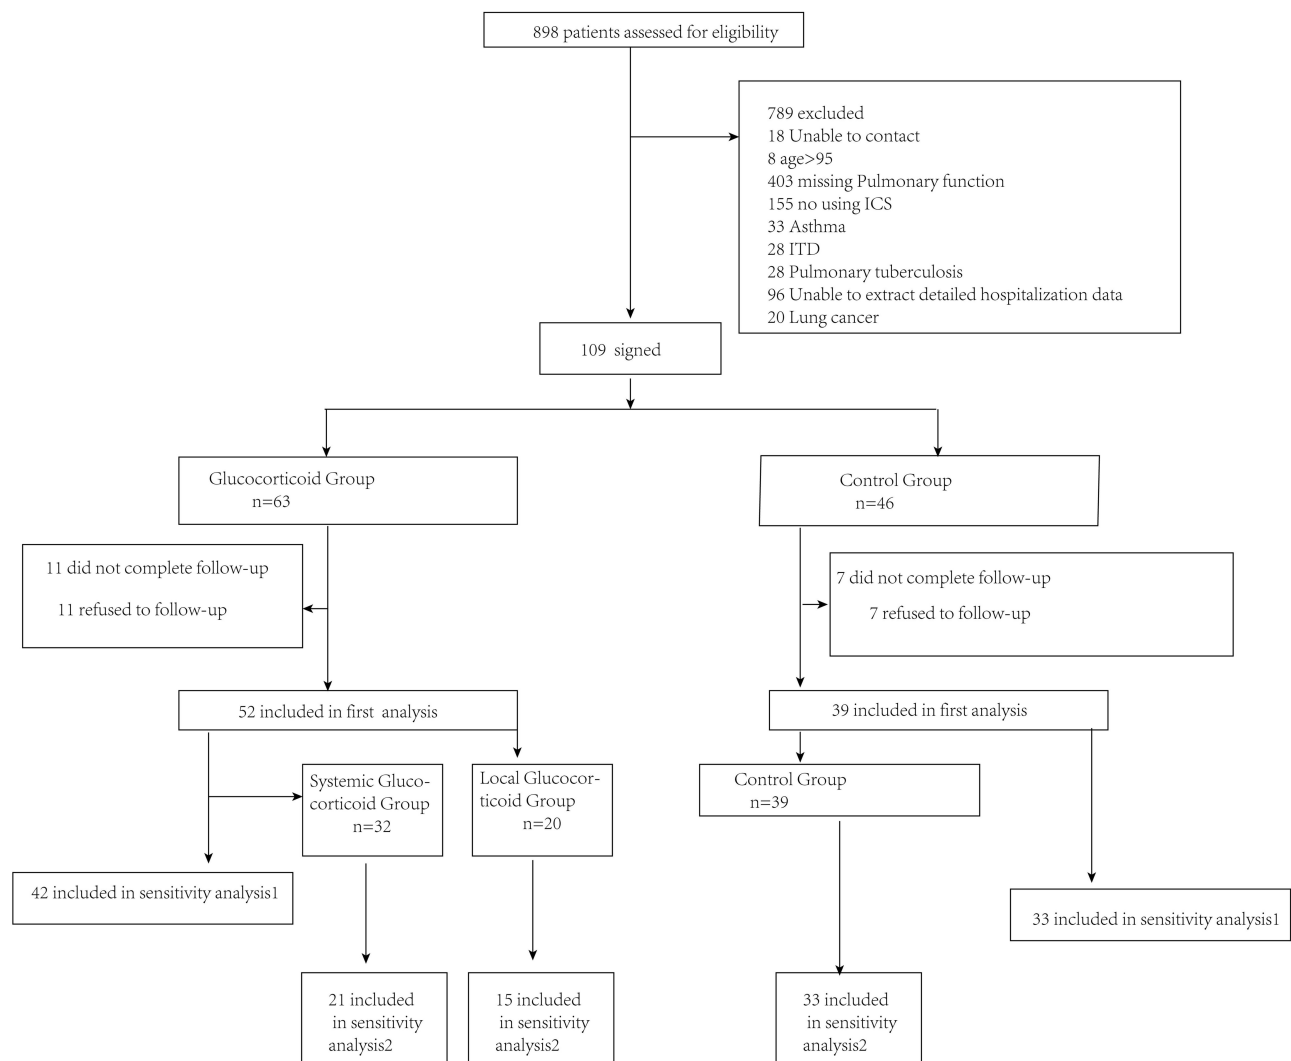 898 patients assessed for eligibility
789 excluded
18 Unable to contact
8 age>95
403 missing Pulmonary function
155 no using ICS
33 Asthma
28 ITD
28 Pulmonary tuberculosis
96 Unable to extract detailed hospitalization data
20 Lung cancer
109 signed
Glucocorticoid Group
n=63
Control Group
n=46
11 did not complete follow-up
11 refused to follow-up
7 did not complete follow-up
7 refused to follow-up
52 included in first analysis
39 included in first analysis
Systemic Gluco-
corticoid Group
n=32
Local Glucocor-
ticoid Group
n=20
Control Group
n=39
42 included in sensitivity analysis1
33 included in sensitivity analysis1
21 included
in sensitivity
analysis2
15 included
in sensitivity
analysis2
33 included
in sensitivity
analysis2